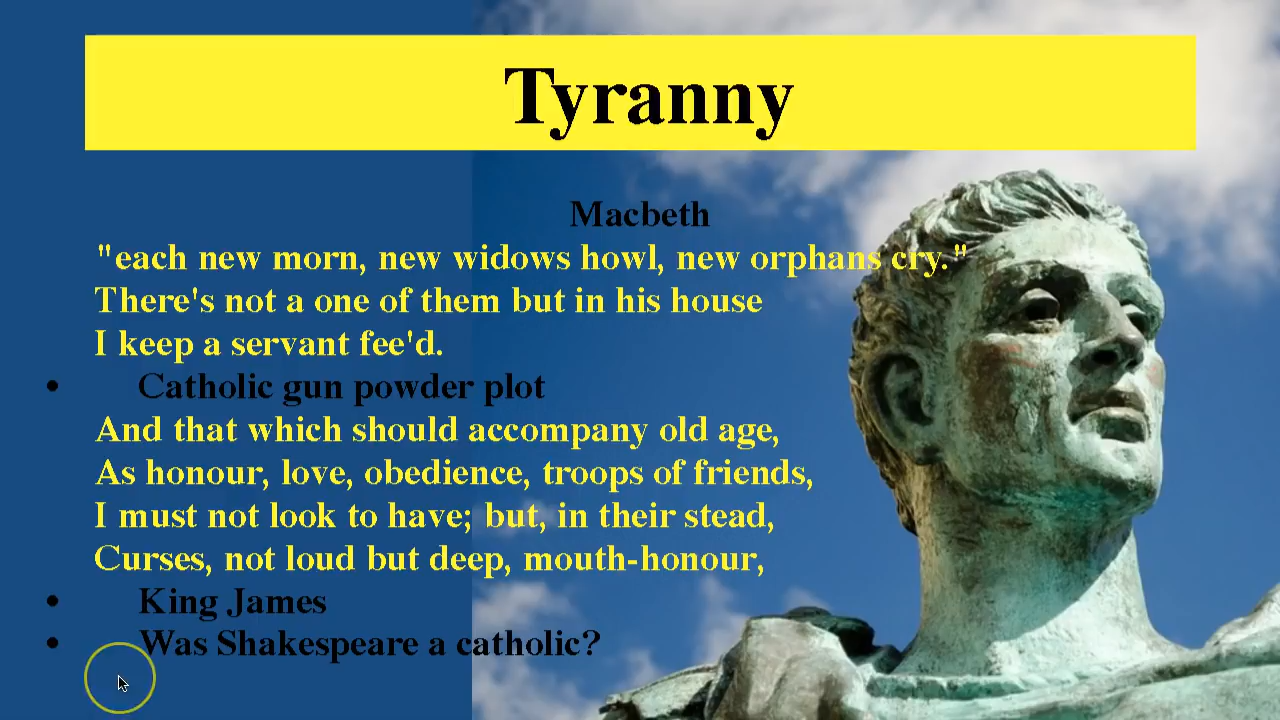 Tyranny
Macbeth
"each new morn, new widows howl, new orphans cry."
There's not a one of them but in his house
I keep a servant fee'd.
• Catholic gun powder plot
And that which should accompany old age,
As honour, love, obedience, troops of friends,
I must not look to have; but, in their stead,
Curses, not loud but deep, mouth-honour,
• King James
• Was Shakespeare a catholic?